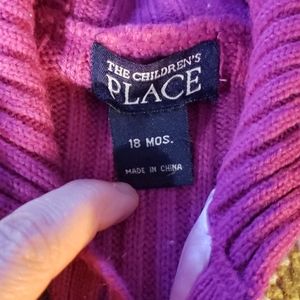 THE CHILDREN'S
PLACE
18 MOS.
MADE IN CHINA